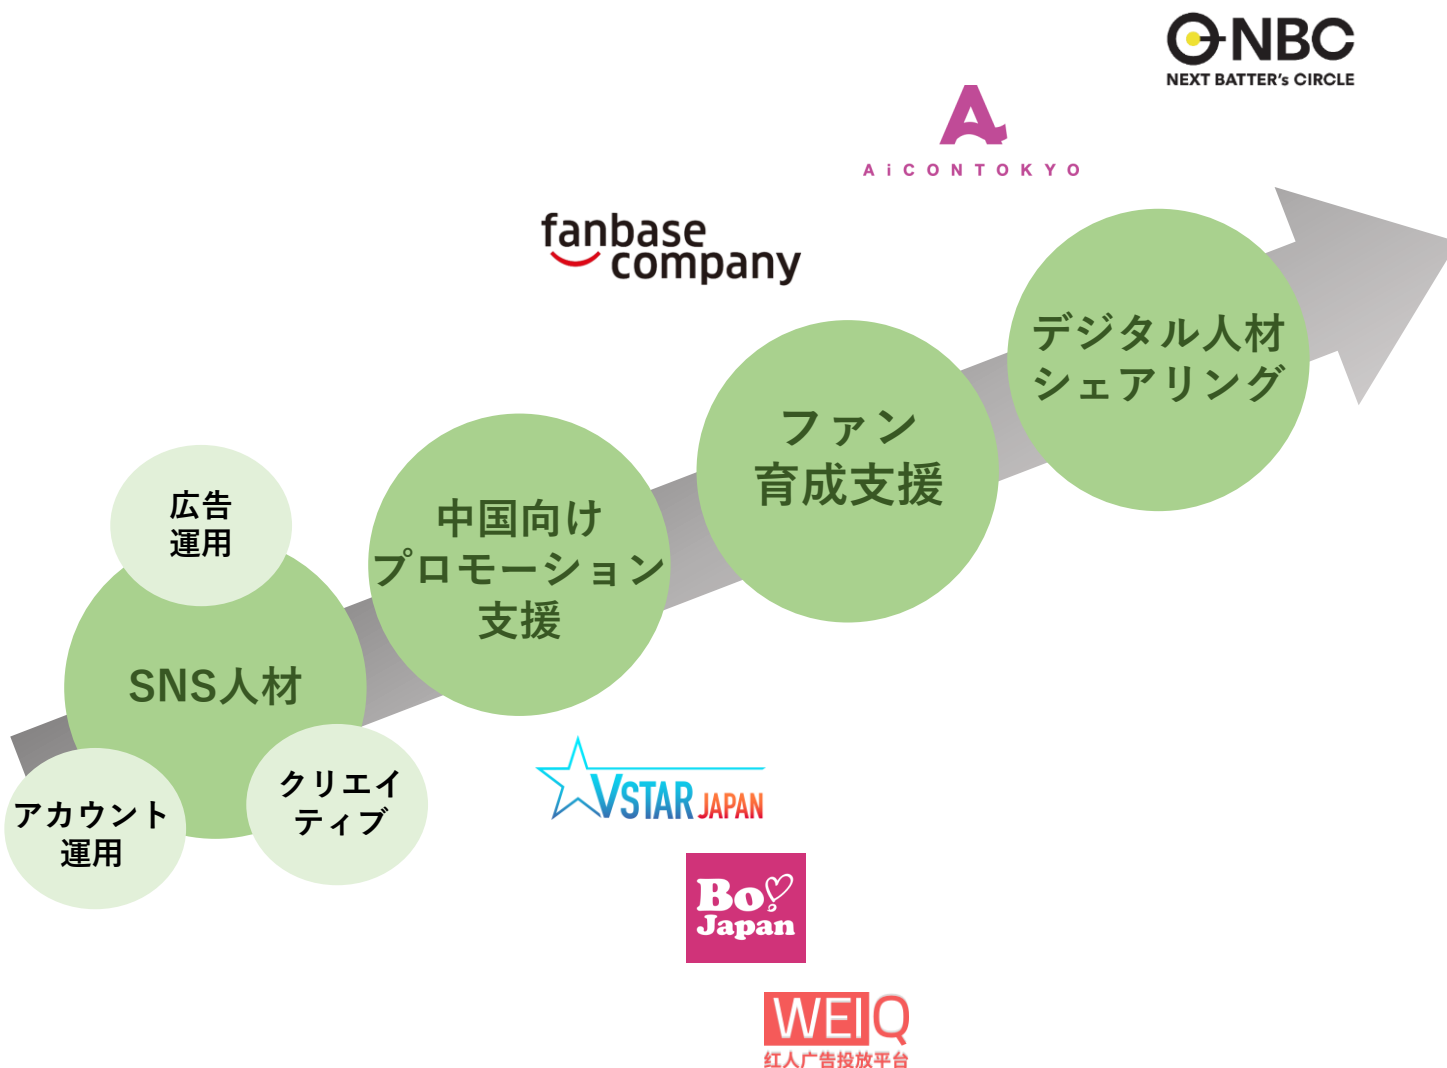 NBC
NEXT BATTER's CIRCLE
AiCONTOKYO
fanbase
company
デジタル人材
シェアリング
ファン
育成支援
中国向け
プロモーション
支援
広告
運用
SNS人材
クリエイ
ティブ
アカウント
運用
VSTAR JAPAN
Bo!
Japan
WEIQ
红人广告投放平台